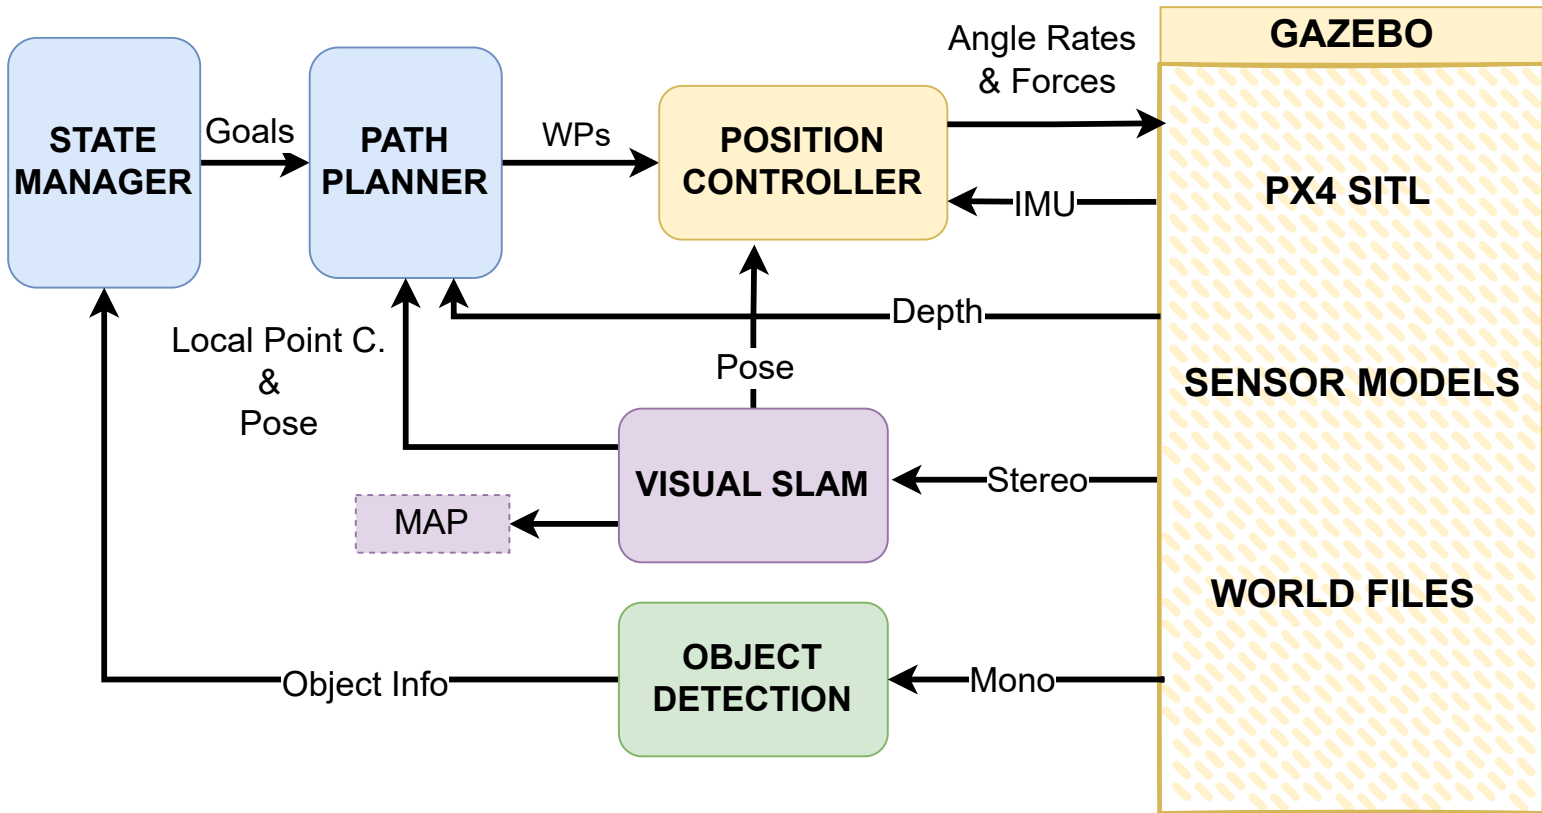 GAZEBO
Angle Rates
& Forces
STATE
MANAGER
Goals
PATH
PLANNER
WPs
POSITION
CONTROLLER
IMU
PX4 SITL
Depth
Local Point C.
&
Pose
Pose
SENSOR MODELS
VISUAL SLAM
Stereo
MAP
WORLD FILES
OBJECT
DETECTION
Object Info
Mono